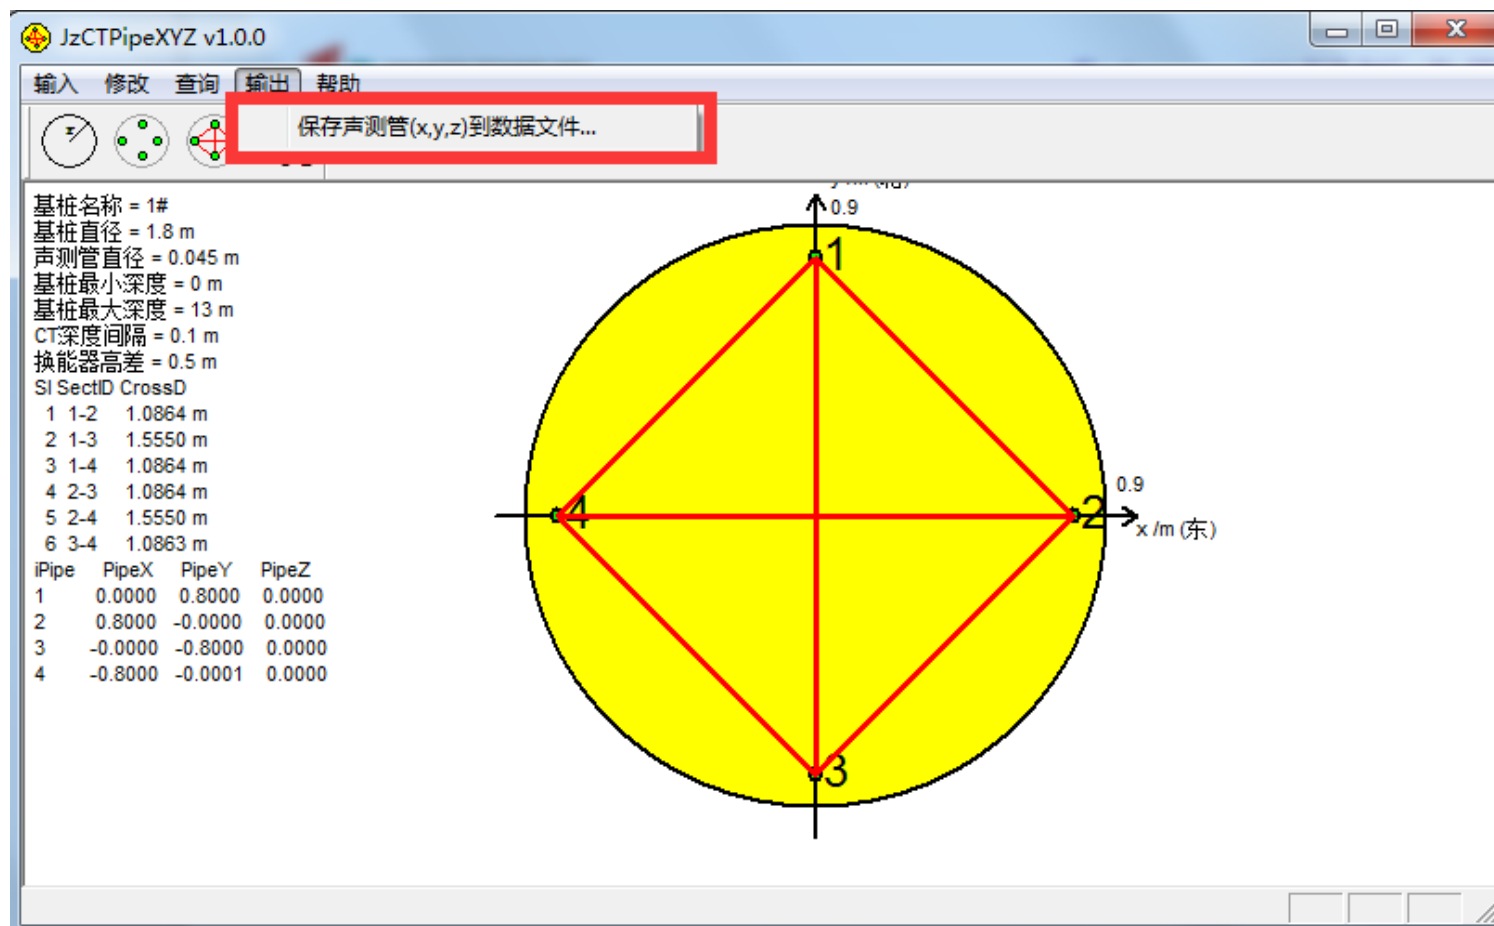 JzCTPipeXYZ v1.0.0
输入 修改 查询 输出 帮助
保存声测管(x,y,z)到数据文件...
基桩名称 = 1#
基桩直径 = 1.8 m
声测管直径 = 0.045 m
基桩最小深度 = 0 m
基桩最大深度 = 13 m
CT深度间隔 = 0.1 m
换能器高差 = 0.5 m
SI SectID CrossD
1 1-2 1.0864 m
2 1-3 1.5550 m
3 1-4 1.0864 m
4 2-3 1.0864 m
5 2-4 1.5550 m
6 3-4 1.0863 m
iPipe PipeX PipeY PipeZ
1 0.0000 0.8000 0.0000
2 0.8000 -0.0000 0.0000
3 -0.0000 -0.8000 0.0000
4 -0.8000 -0.0001 0.0000
0.9
1
0.9
4
2
x /m (东)
3